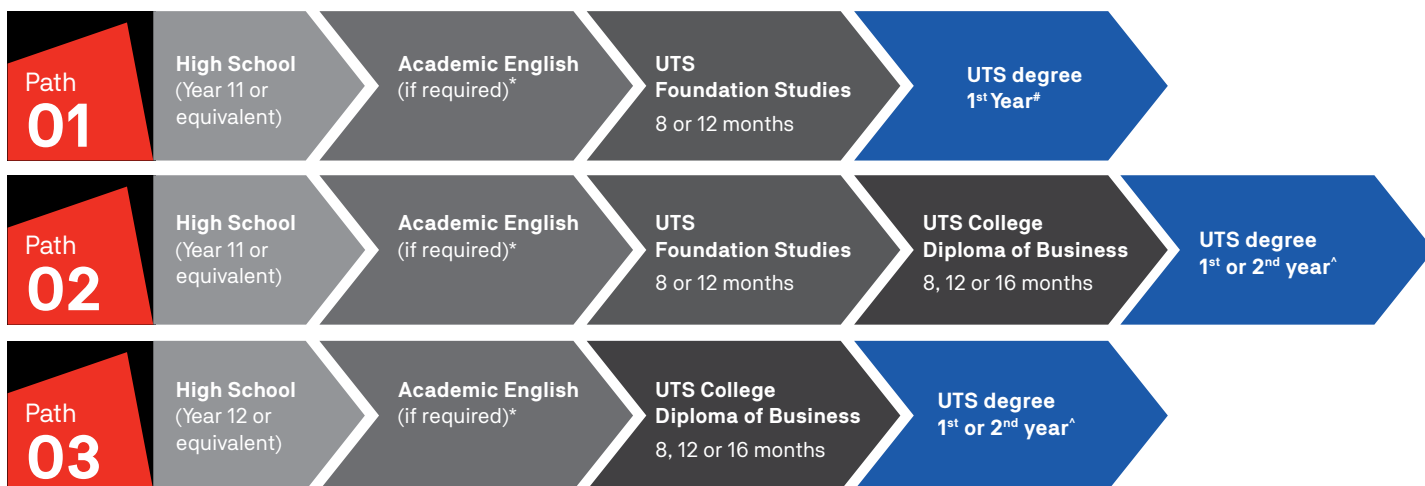 Path
01
High School
(Year 11 or
equivalent)
Academic English
(if required)*
UTS
Foundation Studies
8 or 12 months
UTS degree
1st Year#
Path
02
High School
(Year 11 or
equivalent)
Academic English
(if required)*
UTS
Foundation Studies
8 or 12 months
UTS College
Diploma of Business
8, 12 or 16 months
UTS degree
1st or 2nd year^
Path
03
High School
(Year 12 or
equivalent)
Academic English
(if required)*
UTS College
Diploma of Business
8, 12 or 16 months
UTS degree
1st or 2nd year^